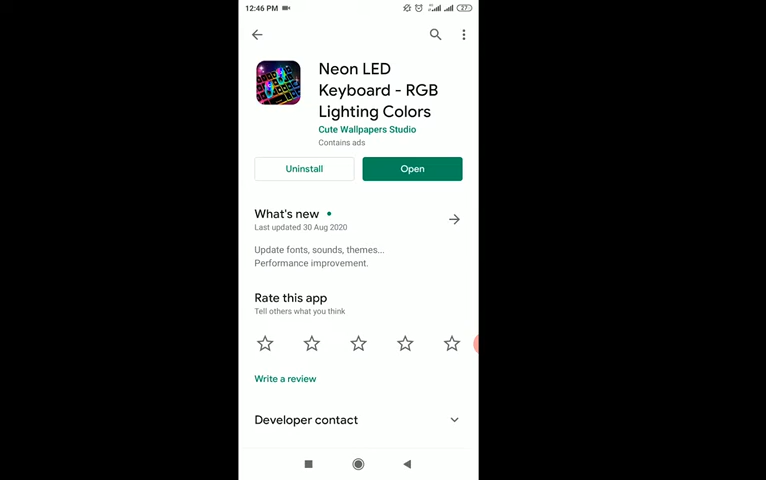 12:46 PM
27
Neon LED
Keyboard - RGB
Lighting Colors
Cute Wallpapers Studio
Contains ads
Uninstall
Open
What's new
Last updated 30 Aug 2020
Update fonts, sounds, themes...
Performance improvement.
Rate this app
Tell others what you think
Write a review
Developer contact